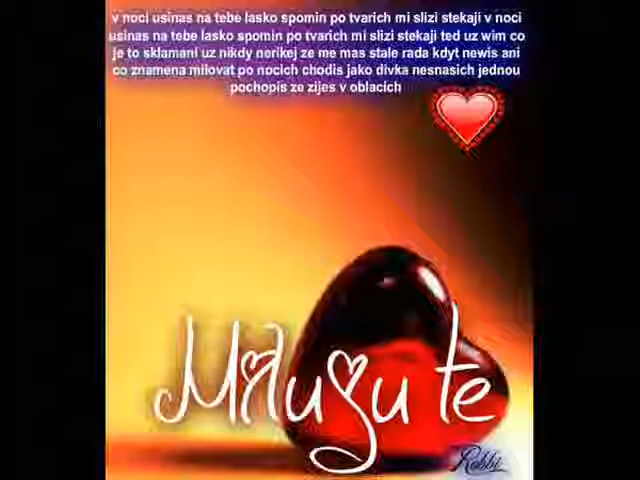 v noci usinas na tebe lasko spomin po tvarich mi slizi stekaji v noci
usinas na tebe lasko spomin po tvarich mi slizi stekaji ted uz wim co
je to sklamani uz nikdy nerikej ze me mas stale rada kdyt newis ani
co znamena milovat po nocich chodis jako divka nesnasich jednou
pochopis ze zijes v oblacich
Miluju te
Robbi